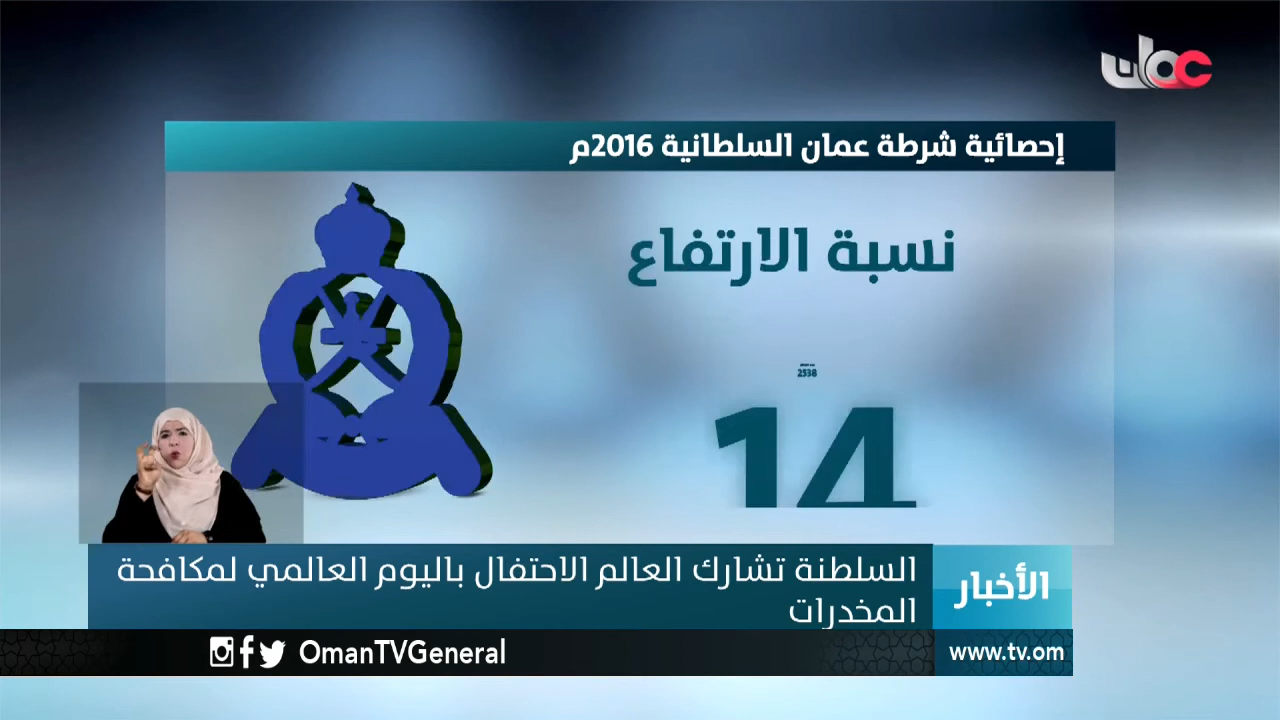 عمان
إحصائية شرطة عمان السلطانية 2016م
نسبة الارتفاع
2538
14
الأخبار
السلطنة تشارك العالم الاحتفال باليوم العالمي لمكافحة
المخدرات
OmanTVGeneral
www.tv.om